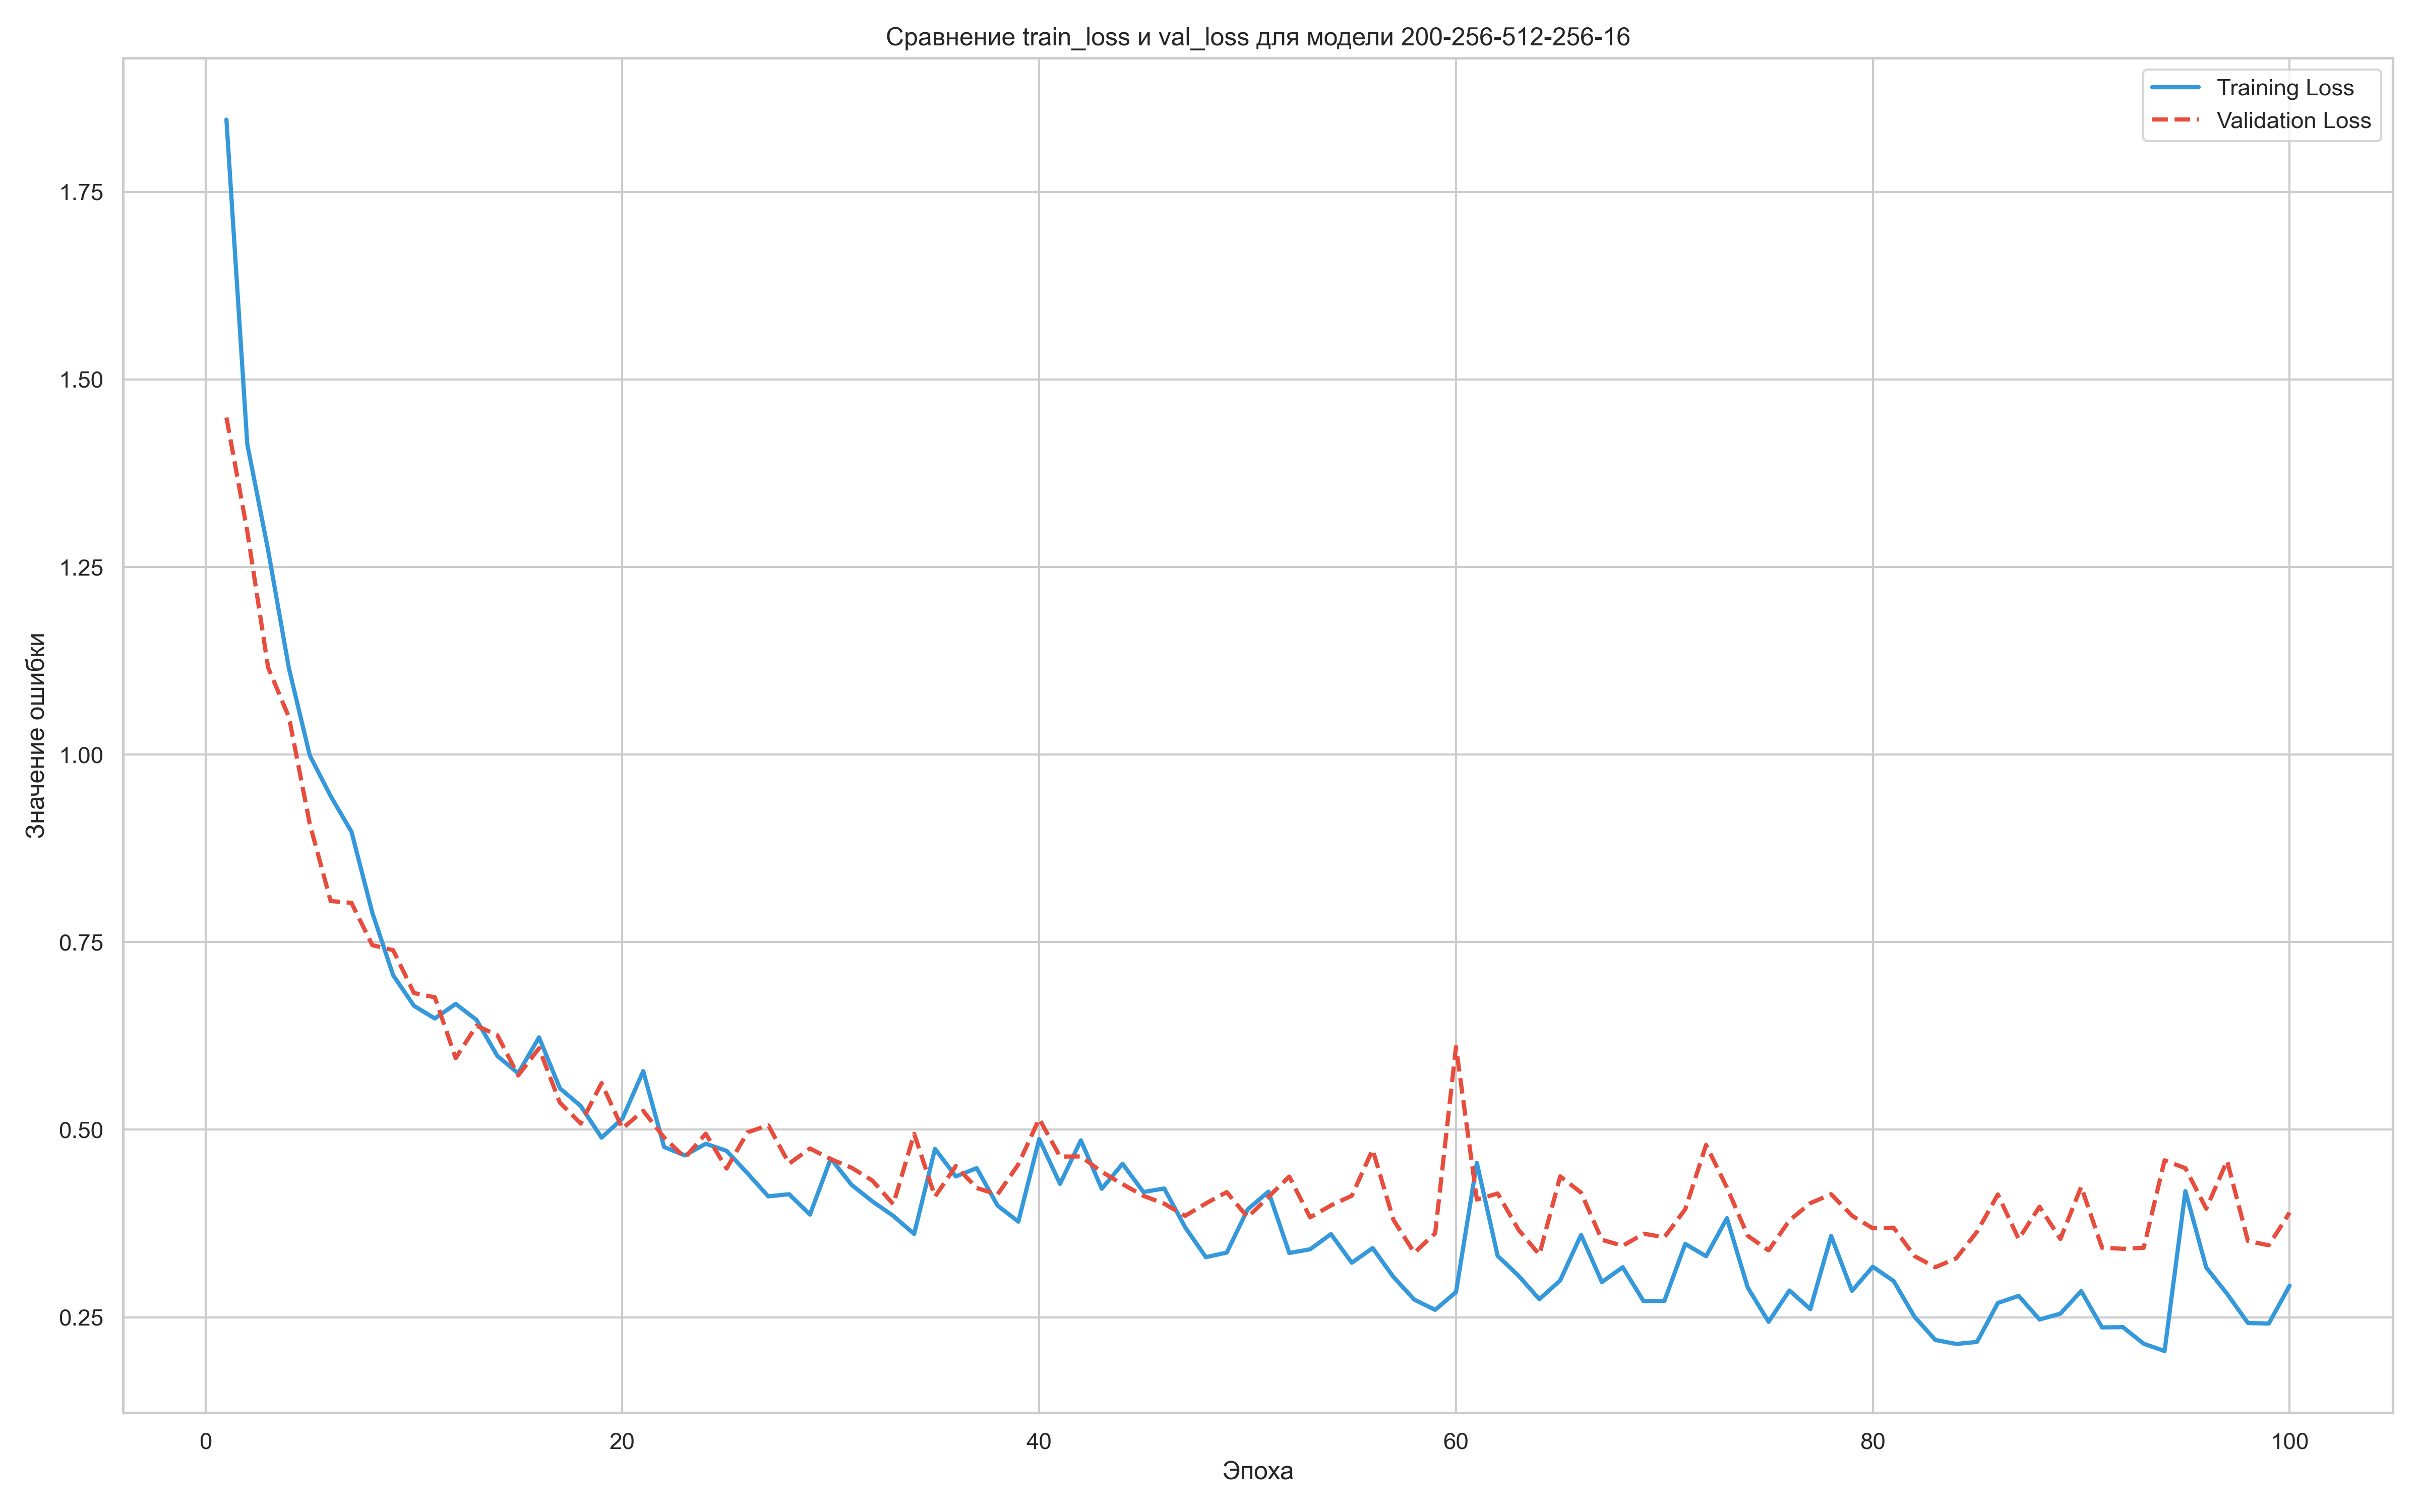 Сравнение train_loss и val_loss для модели 200-256-512-256-16
Training Loss
Validation Loss
1.75
1.50
1.25
1.00
0.75
0.50
0.25
Значение ошибки
0 20 40 60 80 100
Эпоха